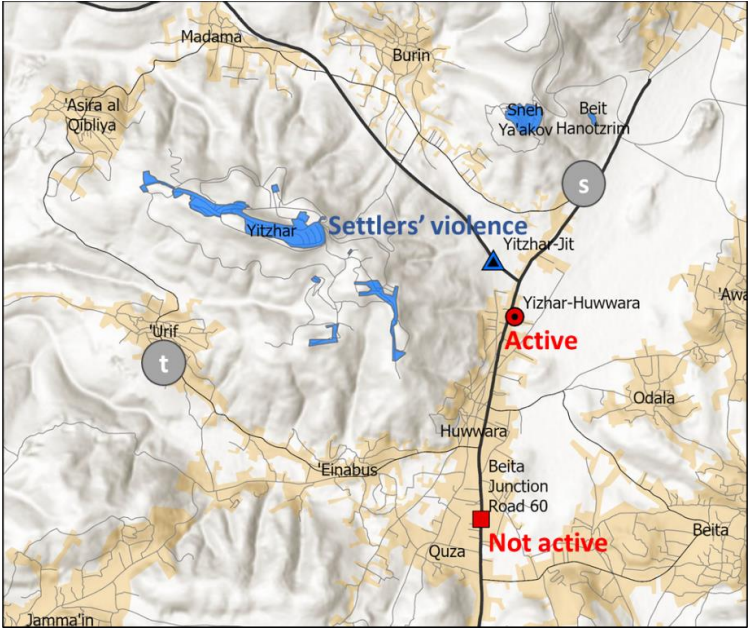 Madama
Burin
'Asira al
Qibliya
Sneh
Ya'akov
Beit
Hanotzrim
s
Yitzhar
Settlers' violence
Yitzhar-Jit
'Awa
Yizhar-Huwwara
Active
'Urif
t
Odala
Huwwara
'Einabus
Beita
Junction
Road 60
Beita
Not active
Quza
Jamma'in